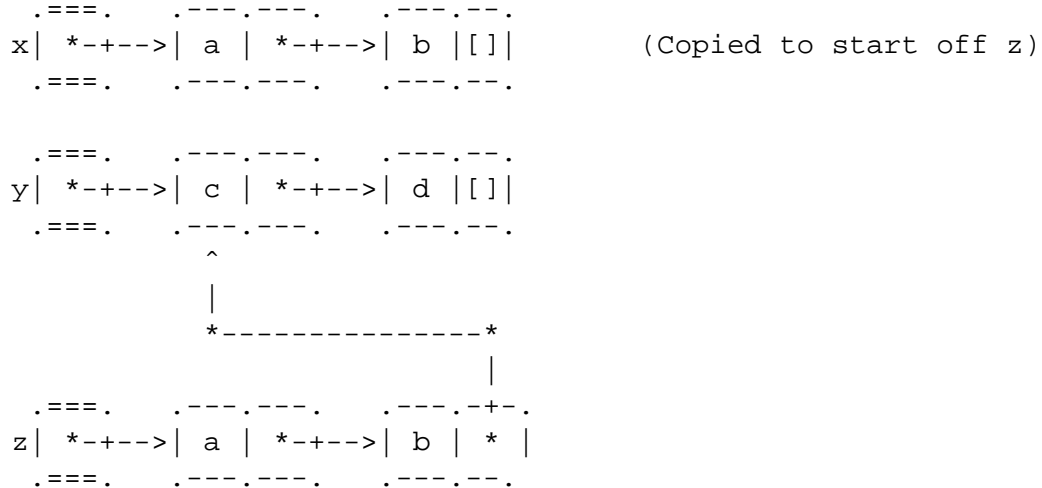 .===.   .---.---.   .---.--.
x| *-+-->| a | *-+-->| b |[]|      (Copied to start off z)
 .===.   .---.---.   .---.--.

 .===.   .---.---.   .---.--.
y| *-+-->| c | *-+-->| d |[]|
 .===.   .---.---.   .---.--.
           ^
           |
           *---------------*
                           |
 .===.   .---.---.   .---.-+-.
z| *-+-->| a | *-+-->| b | * |
 .===.   .---.---.   .---.--.